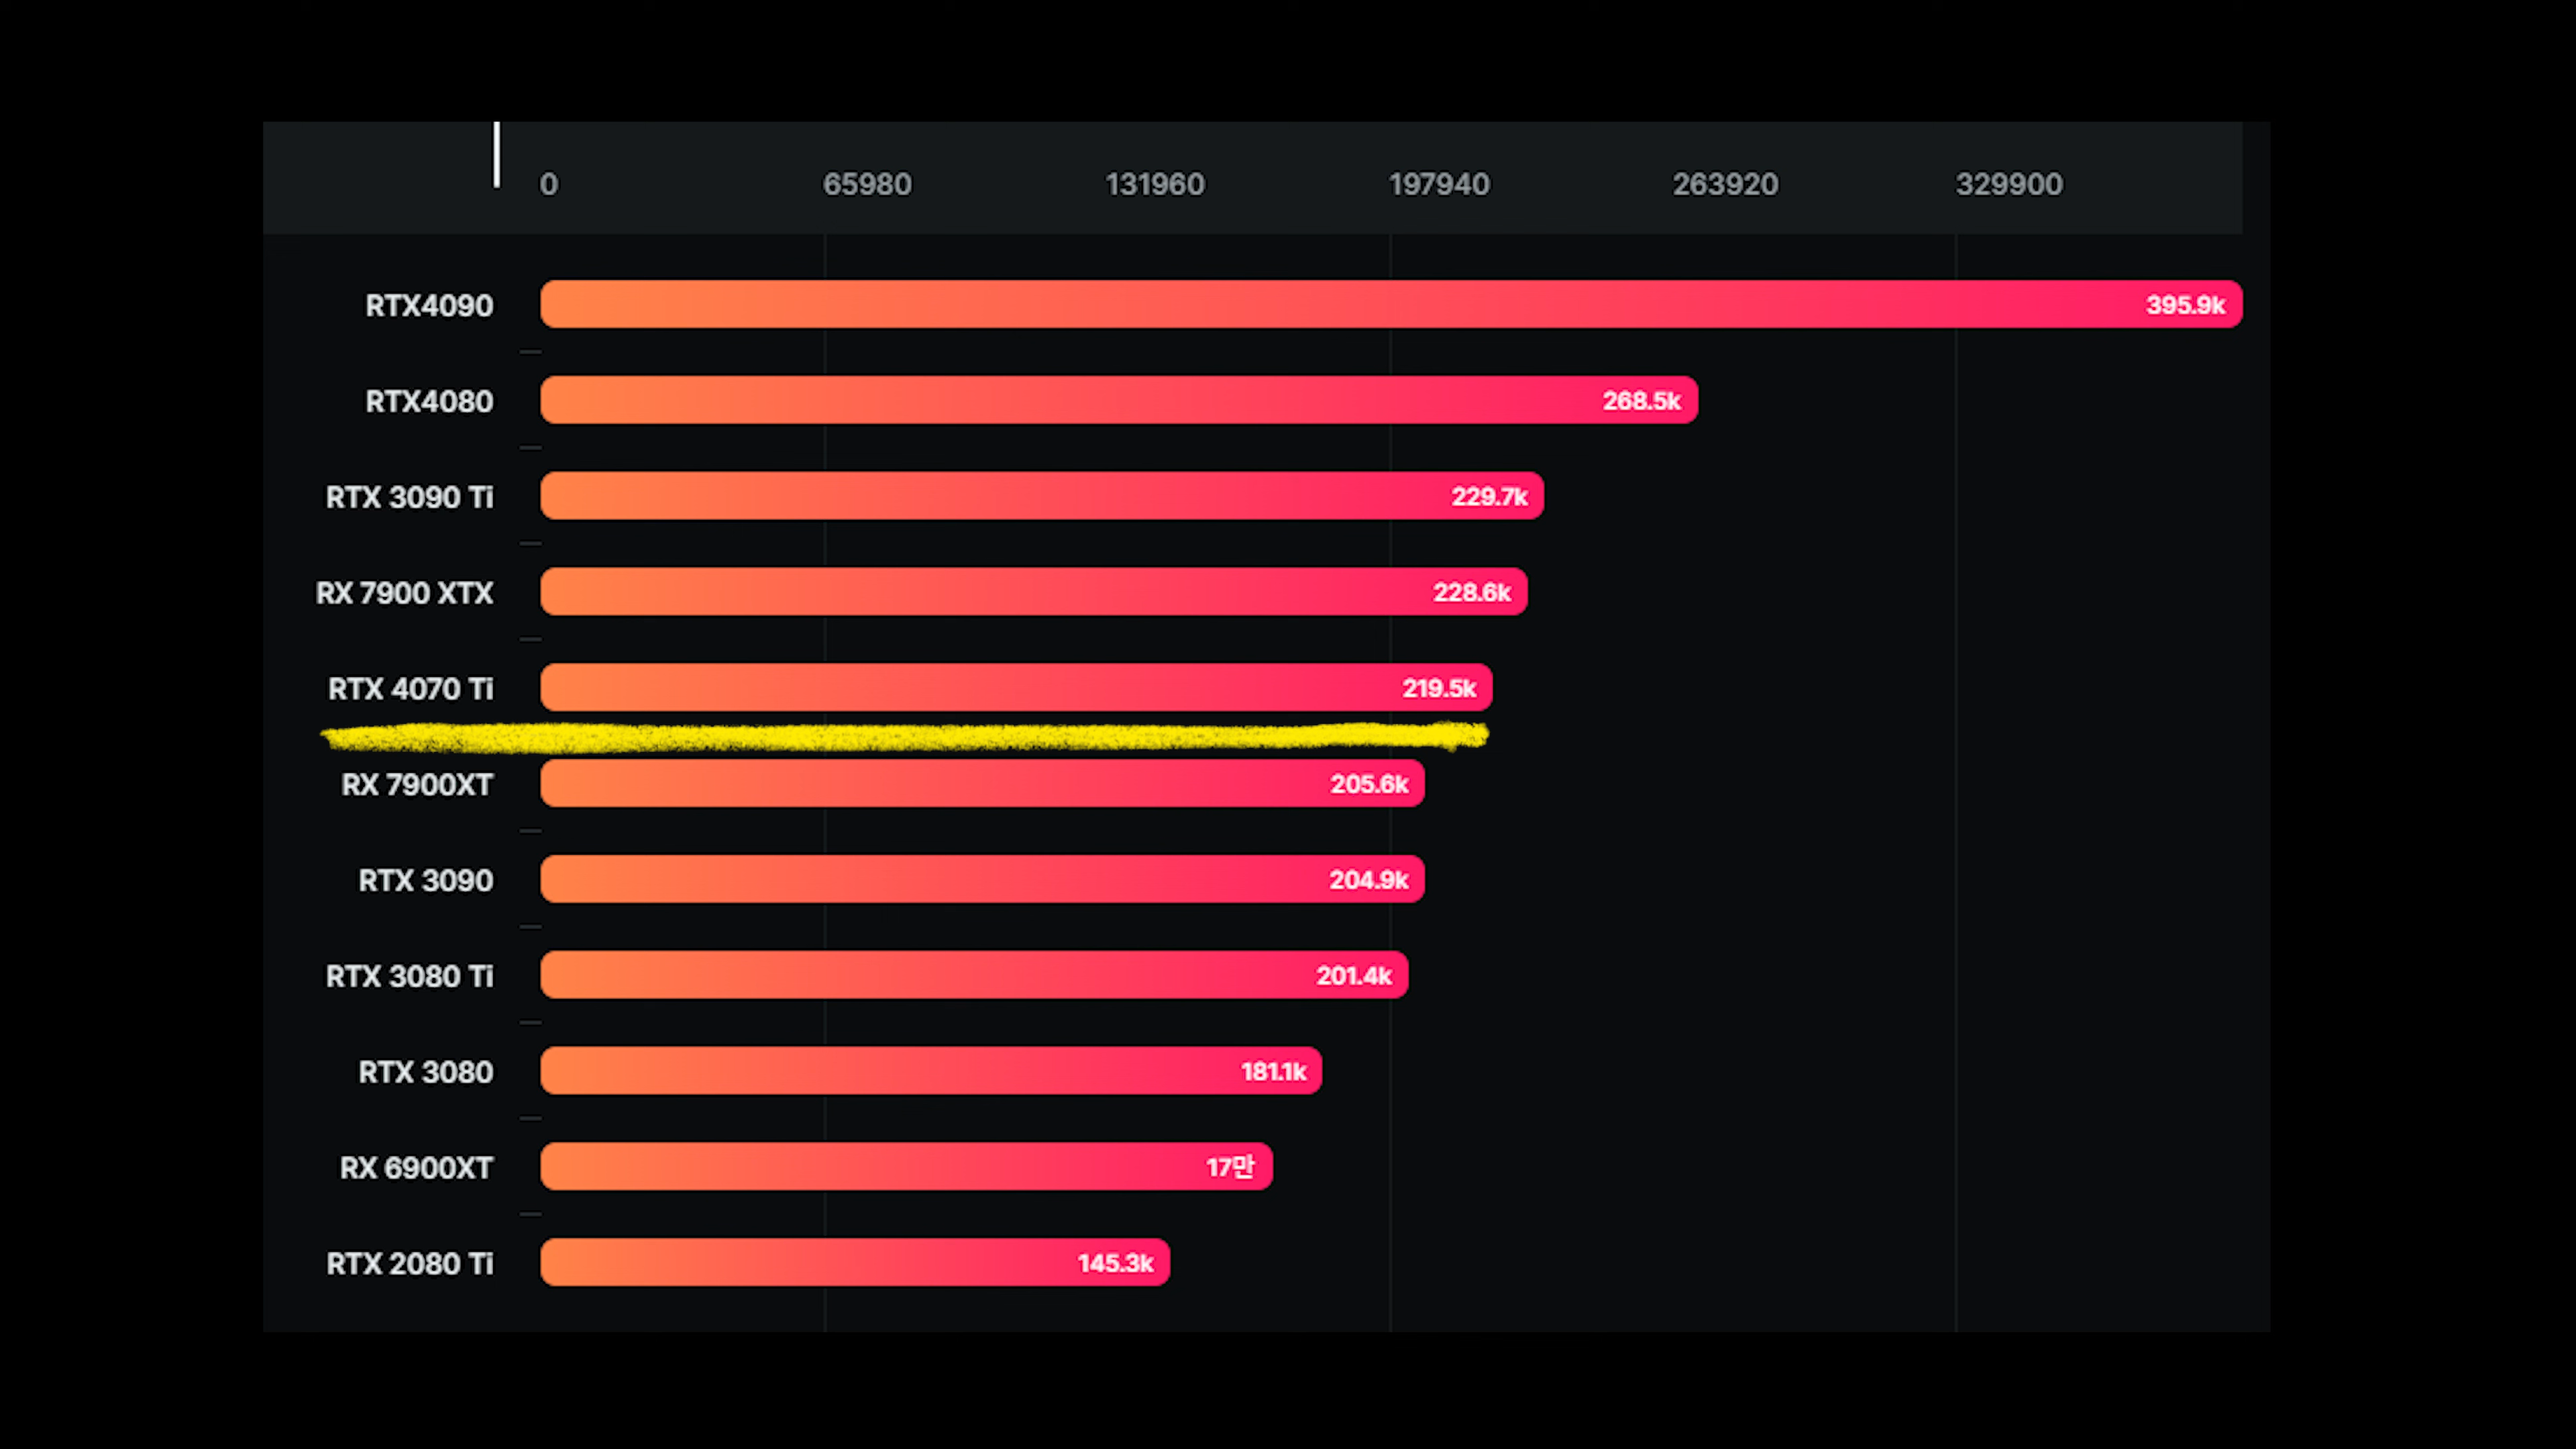 0 65980 131960 197940 263920 329900
RTX4090 395.9k
RTX4080 268.5k
RTX 3090 Ti 229.7k
RX 7900 XTX 228.6k
RTX 4070 Ti 219.5k
RX 7900XT 205.6k
RTX 3090 204.9k
RTX 3080 Ti 201.4k
RTX 3080 181.1k
RX 6900XT 17만
RTX 2080 Ti 145.3k